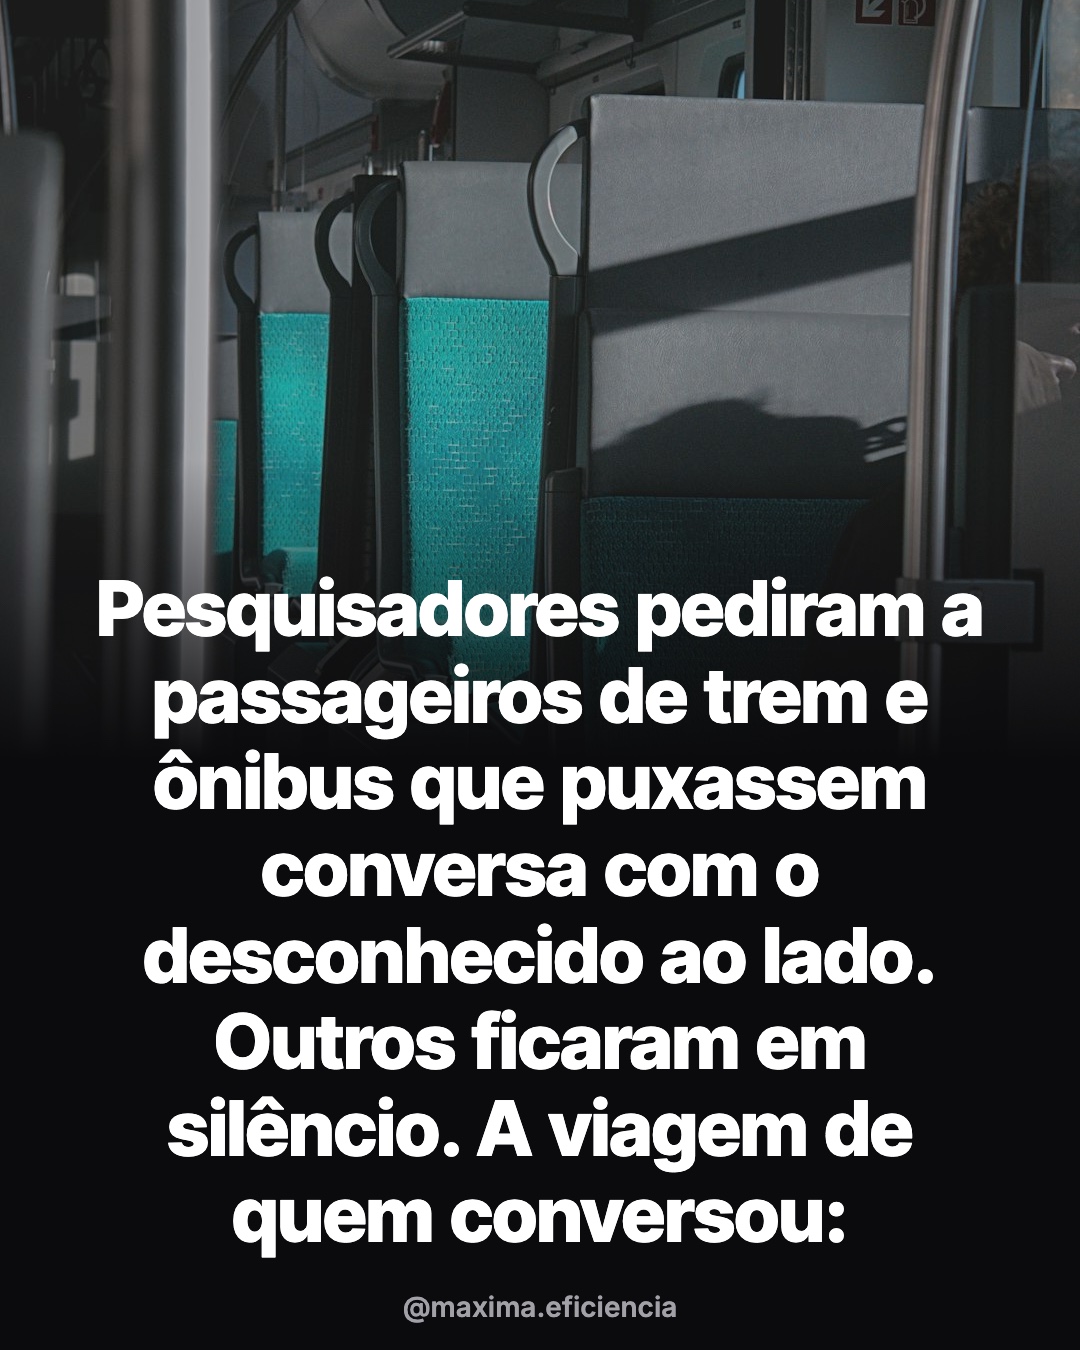 Pesquisadores pediram a
passageiros de trem e
ônibus que puxassem
conversa com o
desconhecido ao lado.
Outros ficaram em
silêncio. A viagem de
quem conversou:
@maxima.eficiencia